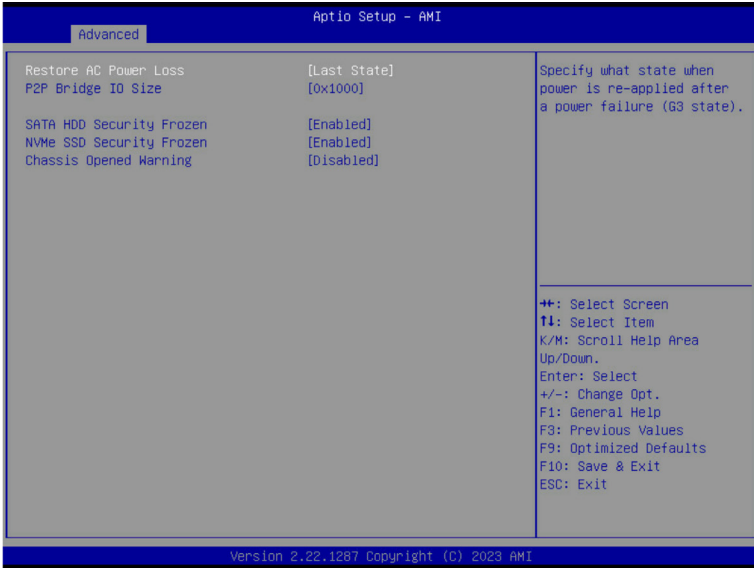 Aptio Setup – AMI
Advanced
Restore AC Power Loss [Last State]
P2P Bridge IO Size [0x1000]
SATA HDD Security Frozen [Enabled]
NVMe SSD Security Frozen [Enabled]
Chassis Opened Warning [Disabled]
Specify what state when
power is re-applied after
a power failure (G3 state).
→←: Select Screen
↑↓: Select Item
K/M: Scroll Help Area
Up/Down.
Enter: Select
+/-: Change Opt.
F1: General Help
F3: Previous Values
F9: Optimized Defaults
F10: Save & Exit
ESC: Exit
Version 2.22.1287 Copyright (C) 2023 AMI